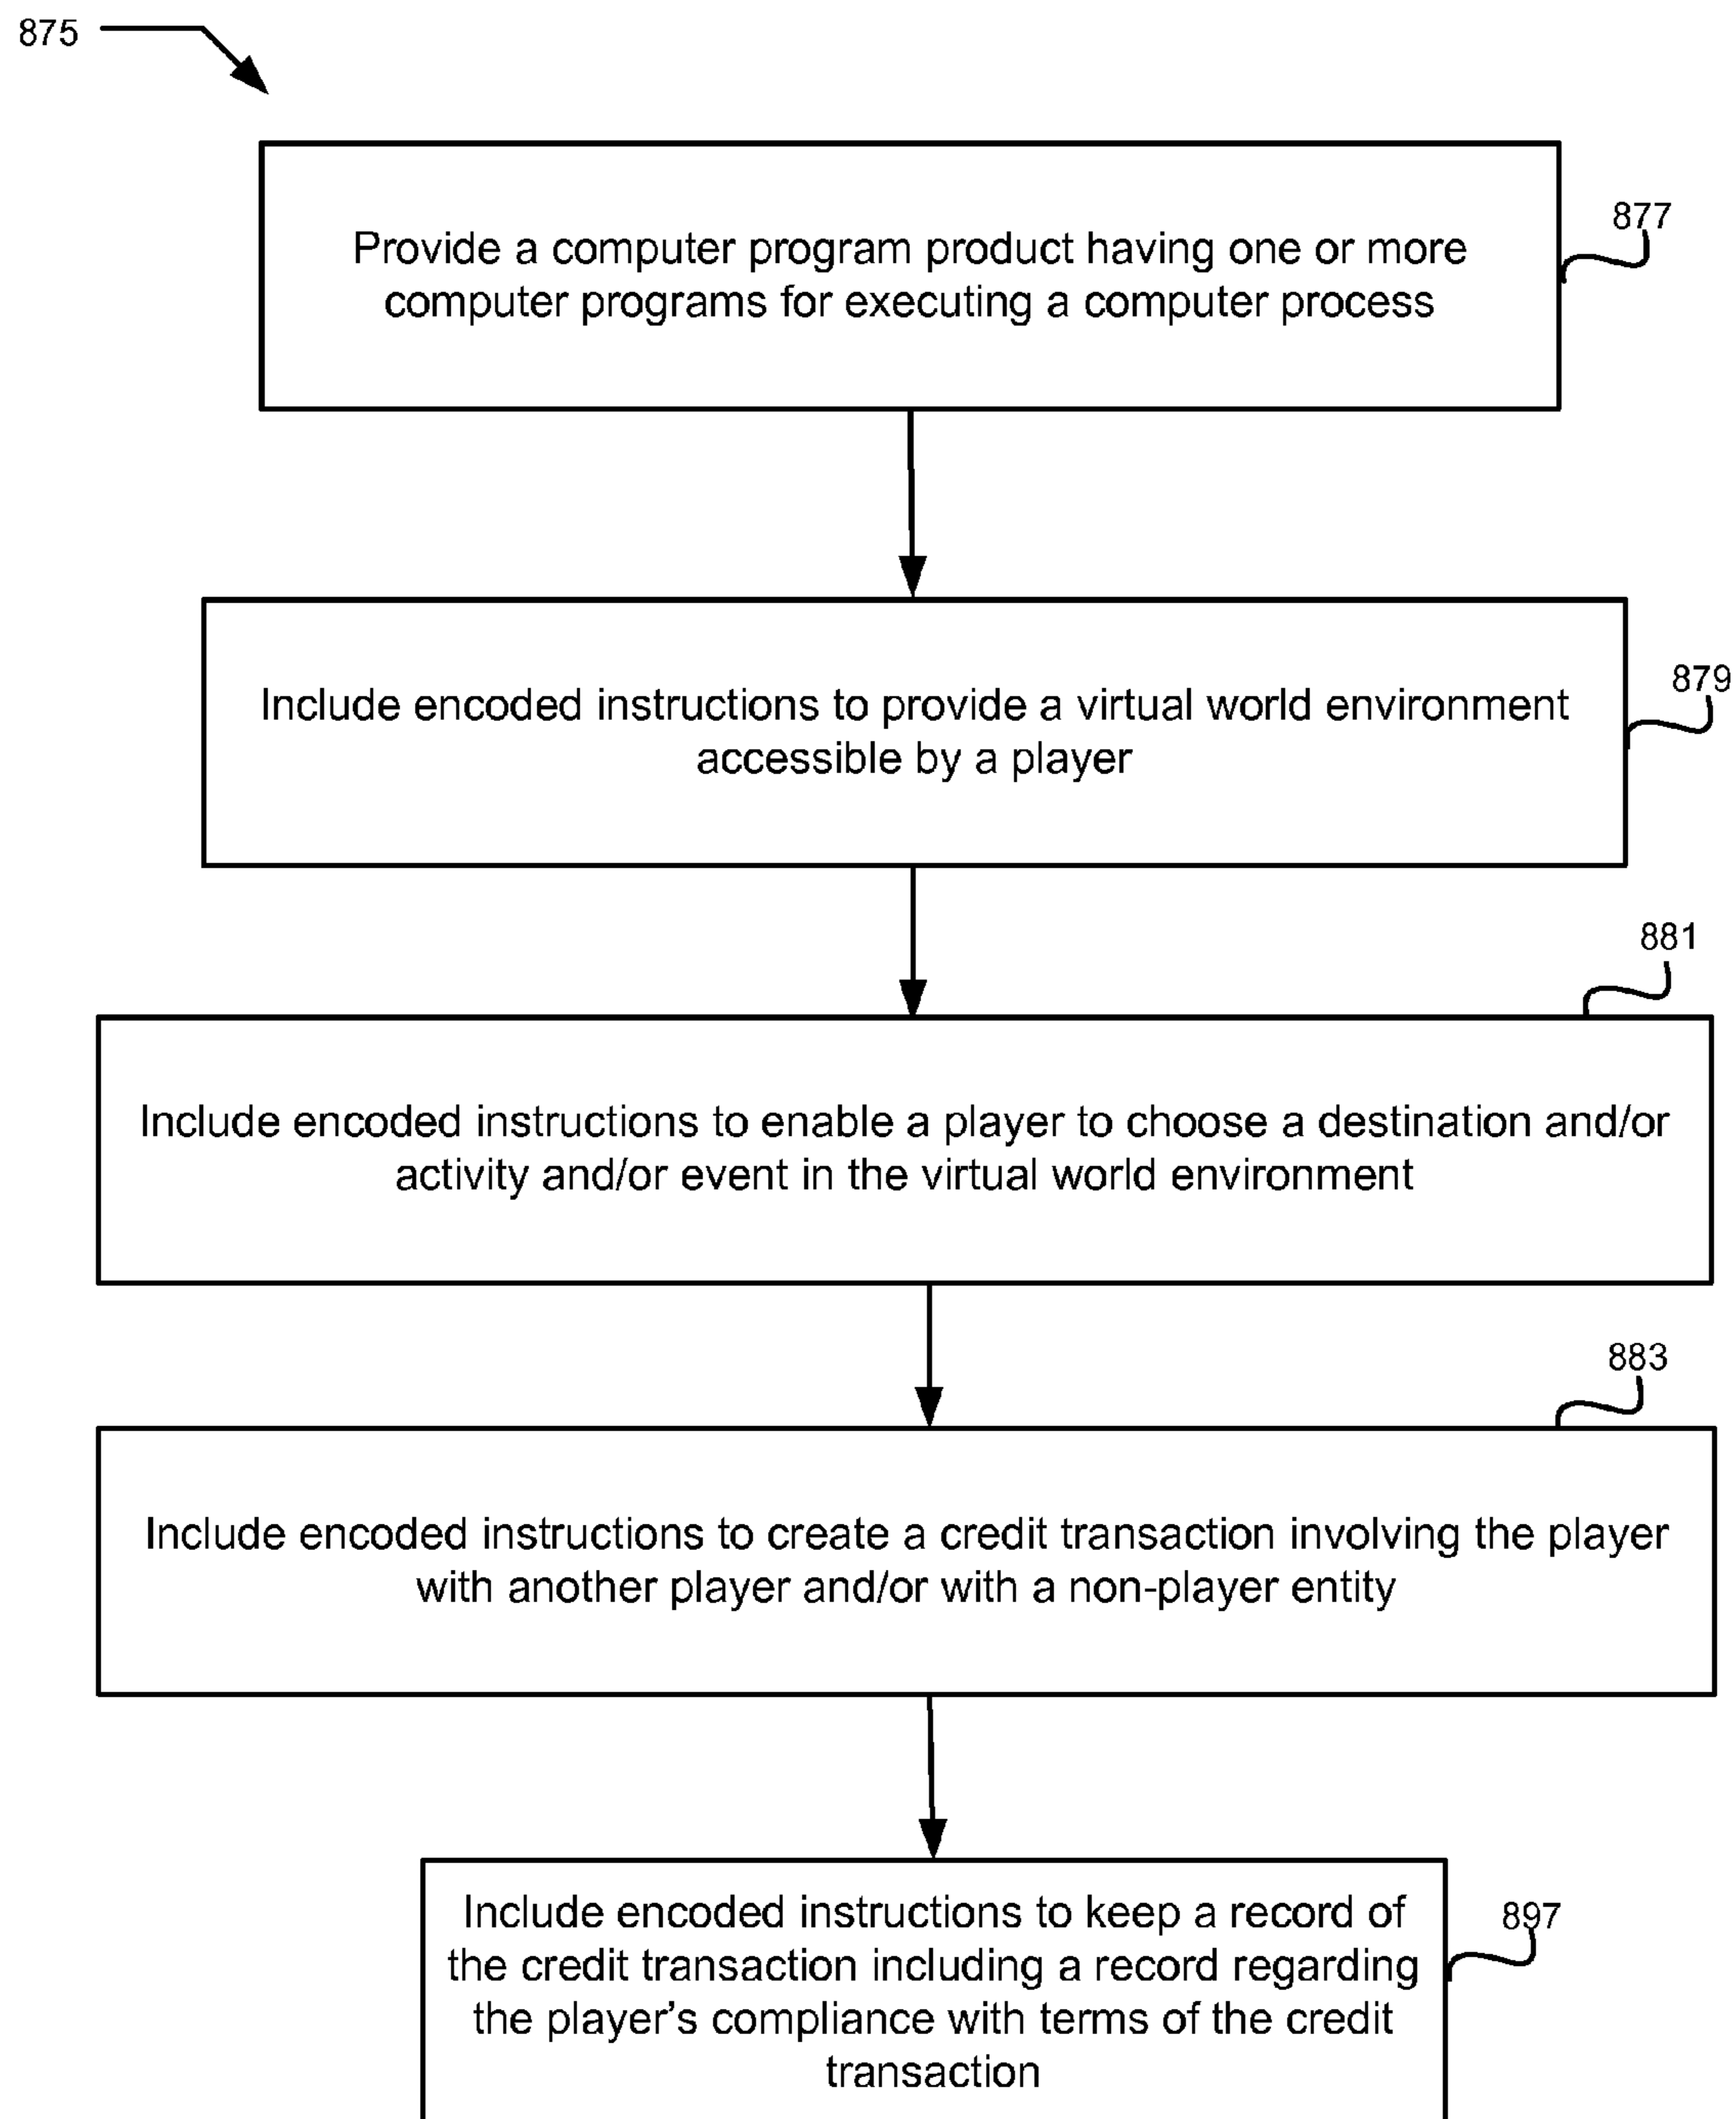 875
Provide a computer program product having one or more
computer programs for executing a computer process
877
Include encoded instructions to provide a virtual world environment
accessible by a player
879
881
Include encoded instructions to enable a player to choose a destination and/or
activity and/or event in the virtual world environment
883
Include encoded instructions to create a credit transaction involving the player
with another player and/or with a non-player entity
Include encoded instructions to keep a record of
the credit transaction including a record regarding
the player’s compliance with terms of the credit
transaction
897